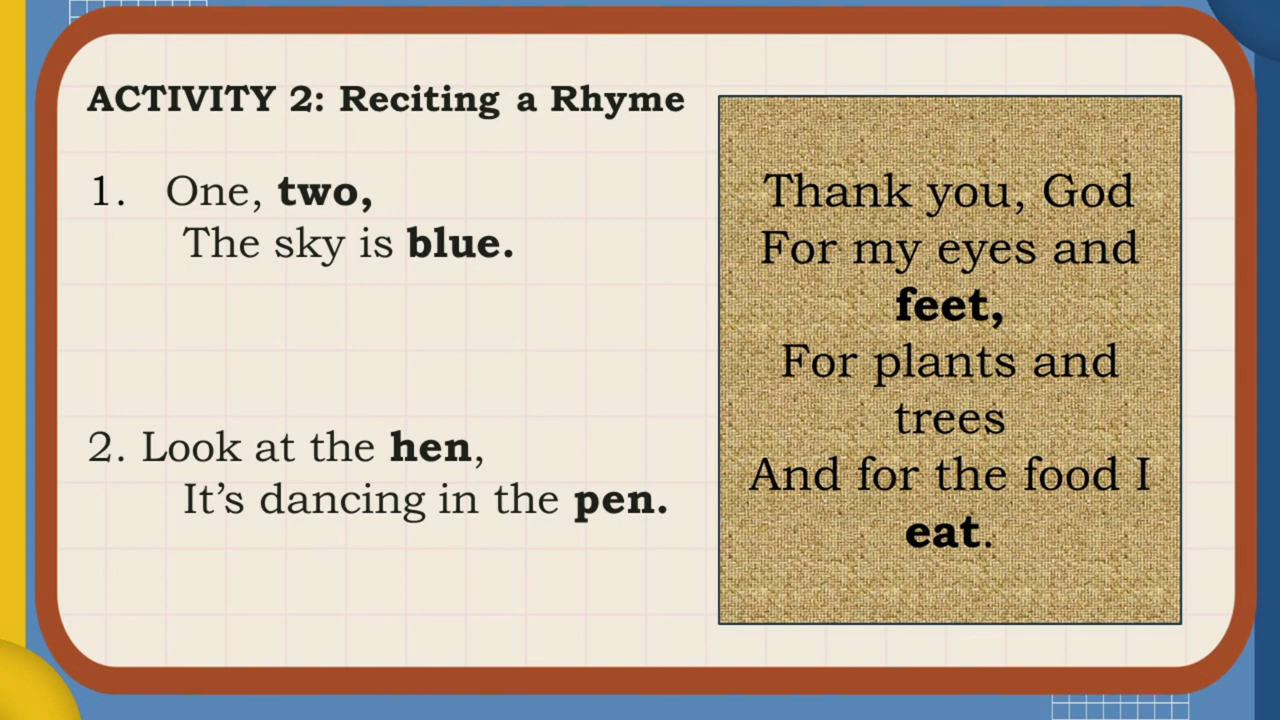 ACTIVITY 2: Reciting a Rhyme
1. One, two,
The sky is blue.
2. Look at the hen,
It’s dancing in the pen.
Thank you, God
For my eyes and
feet,
For plants and
trees
And for the food I
eat.